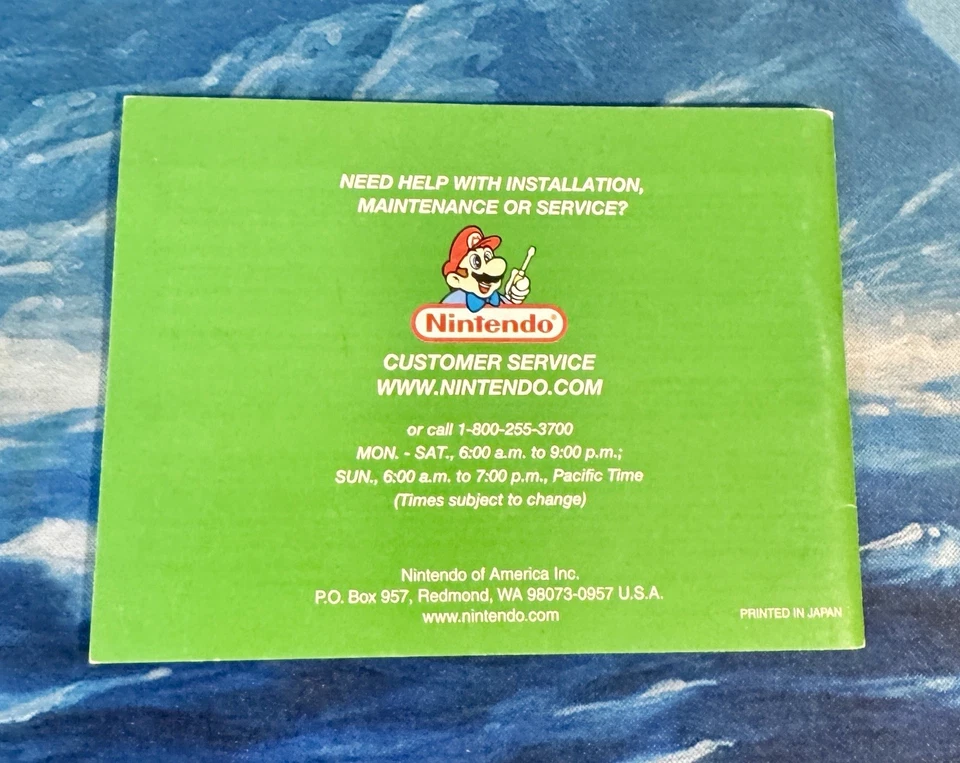 NEED HELP WITH INSTALLATION,
MAINTENANCE OR SERVICE?
M
Nintendo®
CUSTOMER SERVICE
WWW.NINTENDO.COM
or call 1-800-255-3700
MON. - SAT., 6:00 a.m. to 9:00 p.m.;
SUN., 6:00 a.m. to 7:00 p.m., Pacific Time
(Times subject to change)
Nintendo of America Inc.
P.O. Box 957, Redmond, WA 98073-0957 U.S.A.
www.nintendo.com
PRINTED IN JAPAN